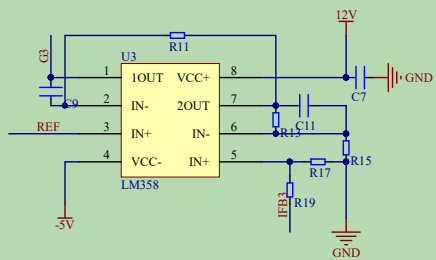 12V
G3
R11
U3
1
1OUT
VCC+
8
C7
GND
C9
2
IN-
2OUT
7
R13
C11
REF
3
IN+
IN-
6
R15
4
VCC-
IN+
5
R17
LM358
-5V
IFB3
R19
GND